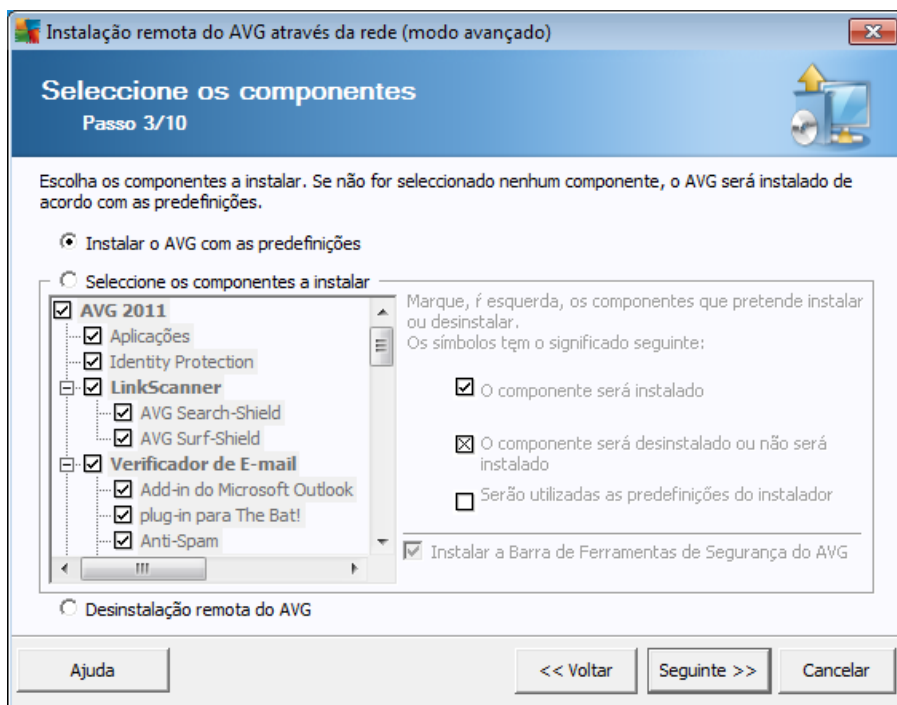 Instalação remota do AVG através da rede (modo avançado)
Seleccione os componentes
Passo 3/10
Escolha os componentes a instalar. Se não for seleccionado nenhum componente, o AVG será instalado de
acordo com as predefinições.
Instalar o AVG com as predefinições
Seleccione os componentes a instalar
AVG 2011
Aplicações
Identity Protection
LinkScanner
AVG Search-Shield
AVG Surf-Shield
Verificador de E-mail
Add-in do Microsoft Outlook
plug-in para The Bat!
Anti-Spam
Marque, ŕ esquerda, os componentes que pretende instalar
ou desinstalar.
Os símbolos tęm o significado seguinte:
O componente será instalado
O componente será desinstalado ou não será
instalado
Serão utilizadas as predefinições do instalador
Instalar a Barra de Ferramentas de Segurança do AVG
Desinstalação remota do AVG
Ajuda
<< Voltar
Seguinte >>
Cancelar